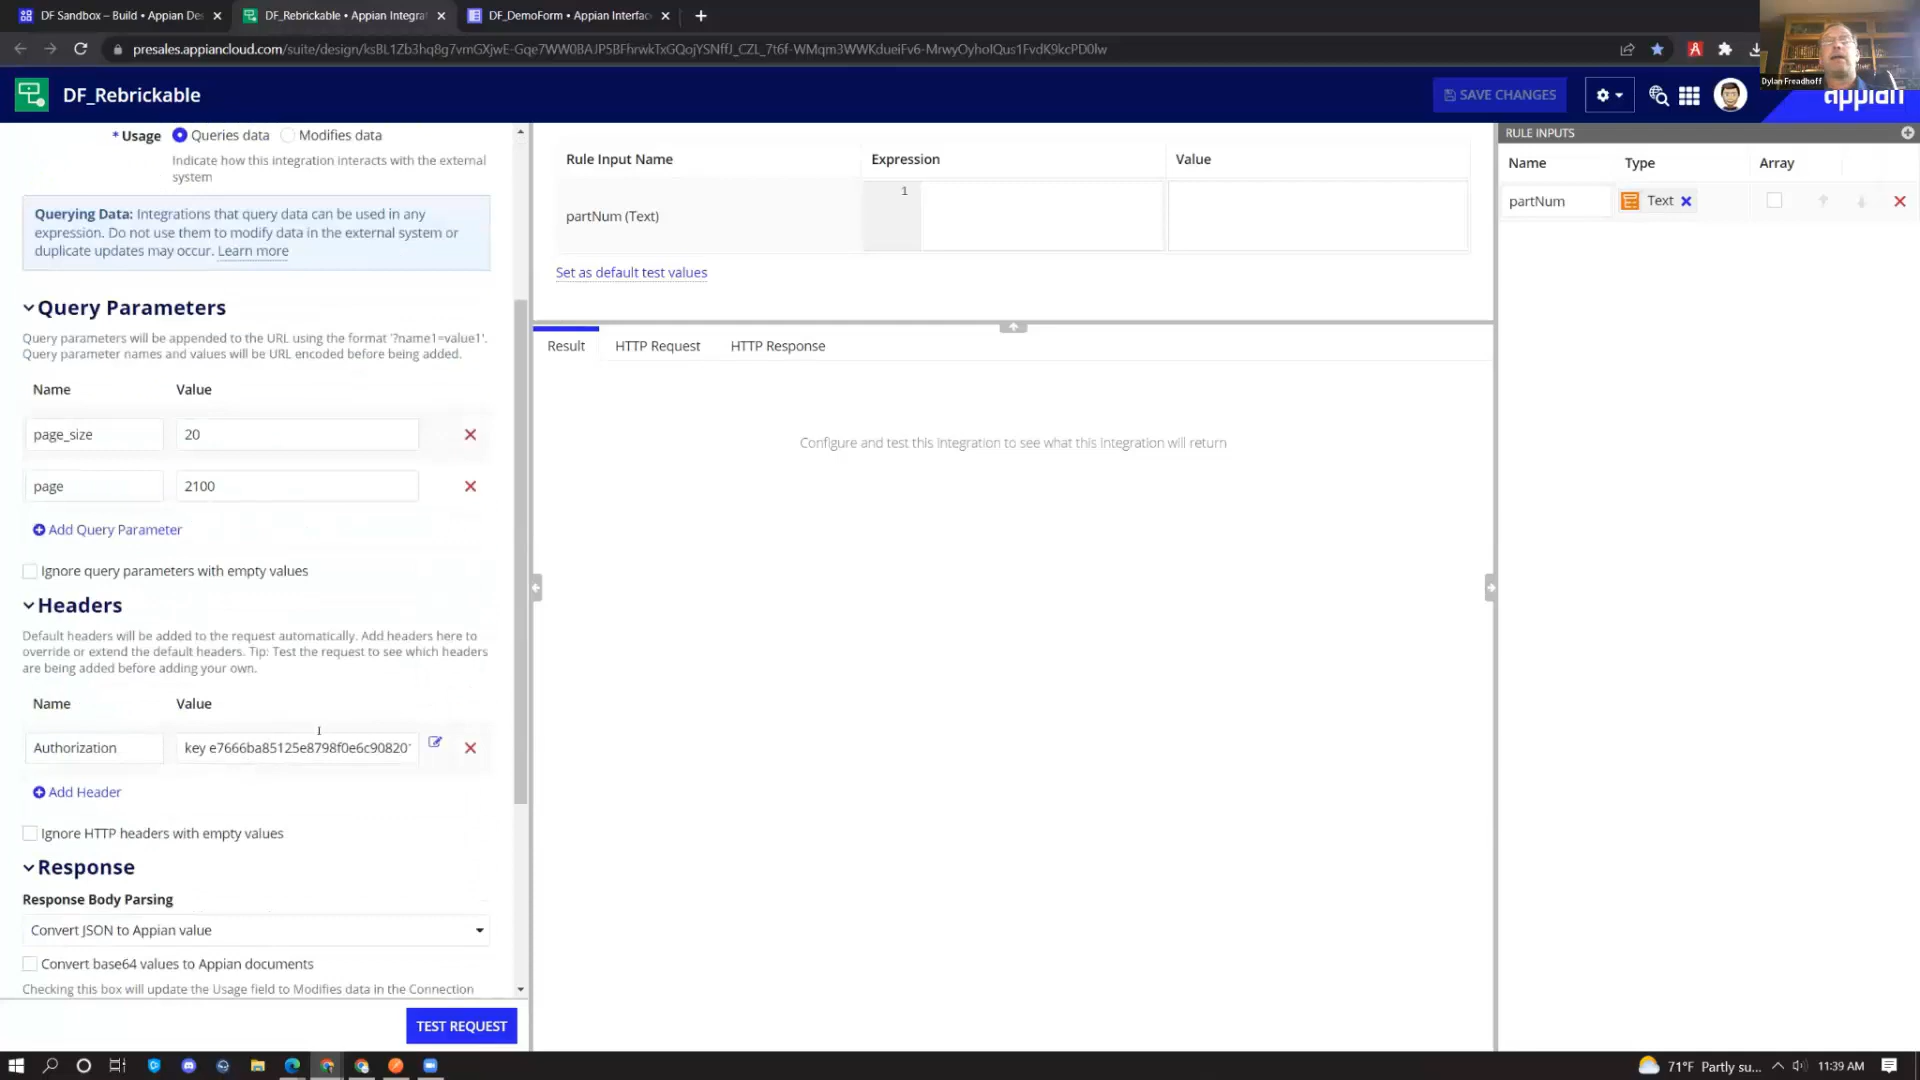 DF Sandbox – Build • Appian De
DF_Rebrickable • Appian Integra
DF_DemoForm • Appian Interfac
presales.appiancloud.com/suite/design/ksBL1Zb3hq8g7vmGXjwE-Gqe7WW0BAJP5BFhrwkTxGQojYSNffJ_CZL_7t6f-WMqm3WWKdueiFv6-MrwyOyhoIQus1FvdK9kcPD0lw
Dylan Freadhoff
DF_Rebrickable
SAVE CHANGES
appian
* Usage
Queries data
Modifies data
Indicate how this integration interacts with the external
system
Querying Data: Integrations that query data can be used in any
expression. Do not use them to modify data in the external system or
duplicate updates may occur. Learn more
Query Parameters
Query parameters will be appended to the URL using the format '?name1=value1'.
Query parameter names and values will be URL encoded before being added.
Name Value
page_size 20
page 2100
Add Query Parameter
Ignore query parameters with empty values
Headers
Default headers will be added to the request automatically. Add headers here to
override or extend the default headers. Tip: Test the request to see which headers
are being added before adding your own.
Name Value
Authorization key e7666ba85125e8798f0e6c90820
Add Header
Ignore HTTP headers with empty values
Response
Response Body Parsing
Convert JSON to Appian value
Convert base64 values to Appian documents
Checking this box will update the Usage field to Modifies data in the Connection
TEST REQUEST
Rule Input Name Expression Value
1
partNum (Text)
Set as default test values
Result HTTP Request HTTP Response
Configure and test this integration to see what this integration will return
RULE INPUTS
Name Type Array
partNum Text
71°F Partly su...
11:39 AM